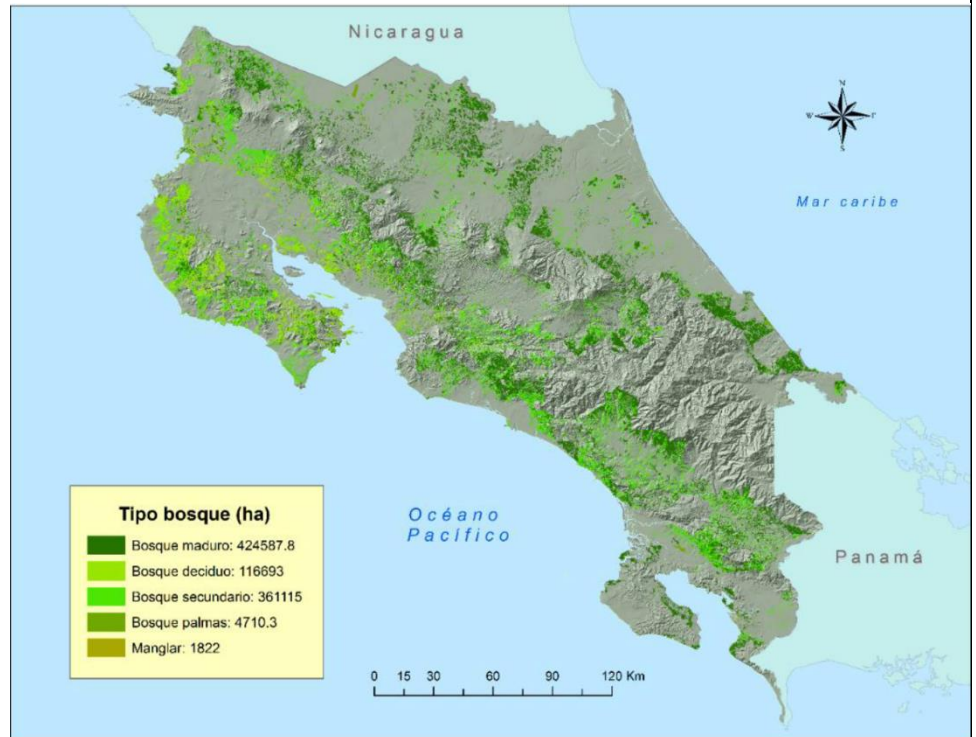 Nicaragua
N
W
E
S
Mar caribe
Océano
Pacífico
Panamá
Tipo bosque (ha)
Bosque maduro: 424587.8
Bosque deciduo: 116693
Bosque secundario: 361115
Bosque palmas: 4710.3
Manglar: 1822
0 15 30 60 90 120 Km